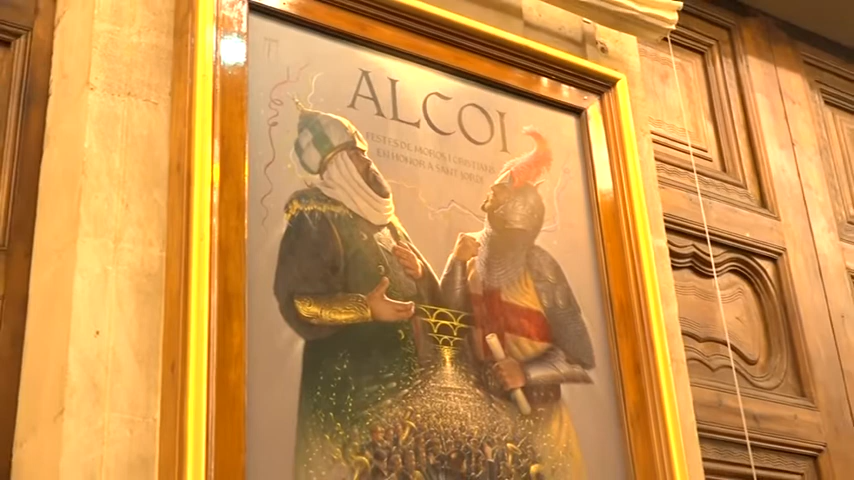 ALCOI
FESTES DE MOROS I CRISTIANS
EN HONOR A SANT JORDI